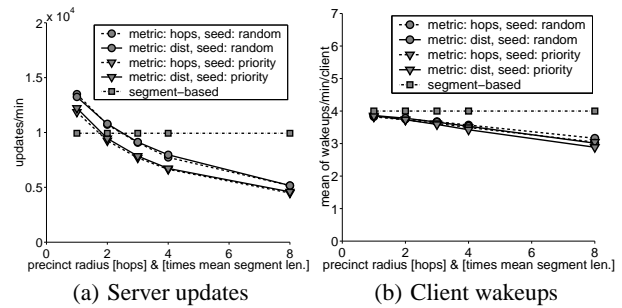 x 10⁴
2
1.5
1
0.5
0
updates/min
metric: hops, seed: random
metric: dist, seed: random
metric: hops, seed: priority
metric: dist, seed: priority
segment–based
0 2 4 6 8
precinct radius [hops] & [times mean segment len.]
(a) Server updates
7
6
5
4
3
2
1
0
mean of wakeups/min/client
metric: hops, seed: random
metric: dist, seed: random
metric: hops, seed: priority
metric: dist, seed: priority
segment–based
0 2 4 6 8
precinct radius [hops] & [times mean segment len.]
(b) Client wakeups